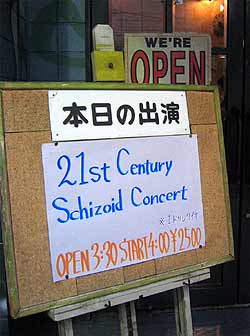 WE'RE
OPEN
本日の出演
21st Century
Schizoid Concert
OPEN 3:30 START 4:00 ¥2500